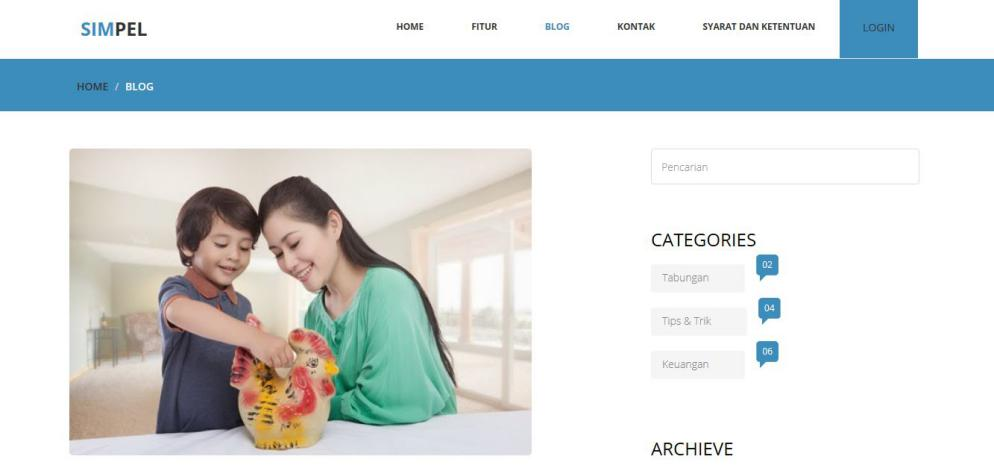 SIMPEL
HOME FITUR BLOG KONTAK SYARAT DAN KETENTUAN LOGIN
HOME / BLOG
Pencarian
CATEGORIES
Tabungan 02
Tips & Trik 04
Keuangan 06
ARCHIEVE